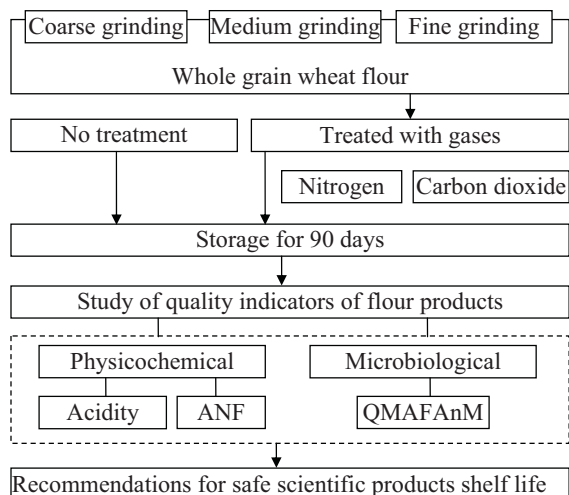 Coarse grinding
Medium grinding
Fine grinding
Whole grain wheat flour
No treatment
Treated with gases
Nitrogen
Carbon dioxide
Storage for 90 days
Study of quality indicators of flour products
Physicochemical
Microbiological
Acidity
ANF
QMAFAnM
Recommendations for safe scientific products shelf life